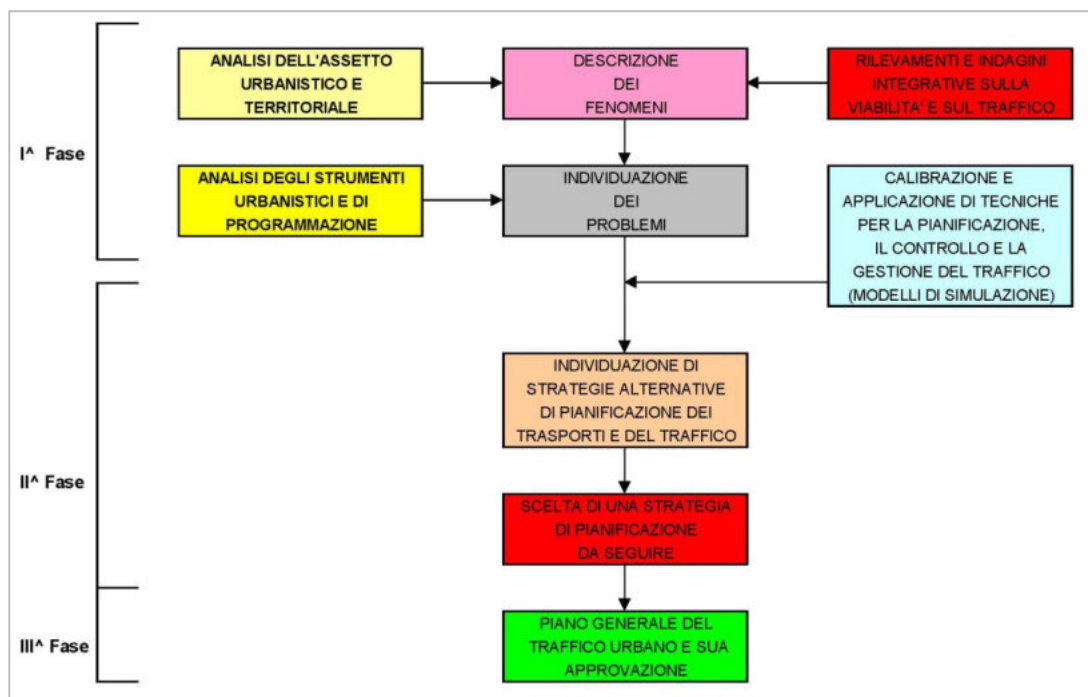 I^ Fase
ANALISI DELL'ASSETTO
URBANISTICO E
TERRITORIALE
DESCRIZIONE
DEI
FENOMENI
RILEVAMENTI E INDAGINI
INTEGRATIVE SULLA
VIABILITA' E SUL TRAFFICO
ANALISI DEGLI STRUMENTI
URBANISTICI E DI
PROGRAMMAZIONE
INDIVIDUAZIONE
DEI
PROBLEMI
CALIBRAZIONE E
APPLICAZIONE DI TECNICHE
PER LA PIANIFICAZIONE,
IL CONTROLLO E LA
GESTIONE DEL TRAFFICO
(MODELLI DI SIMULAZIONE)
II^ Fase
INDIVIDUAZIONE DI
STRATEGIE ALTERNATIVE
DI PIANIFICAZIONE DEI
TRASPORTI E DEL TRAFFICO
SCELTA DI UNA STRATEGIA
DI PIANIFICAZIONE
DA SEGUIRE
III^ Fase
PIANO GENERALE DEL
TRAFFICO URBANO E SUA
APPROVAZIONE